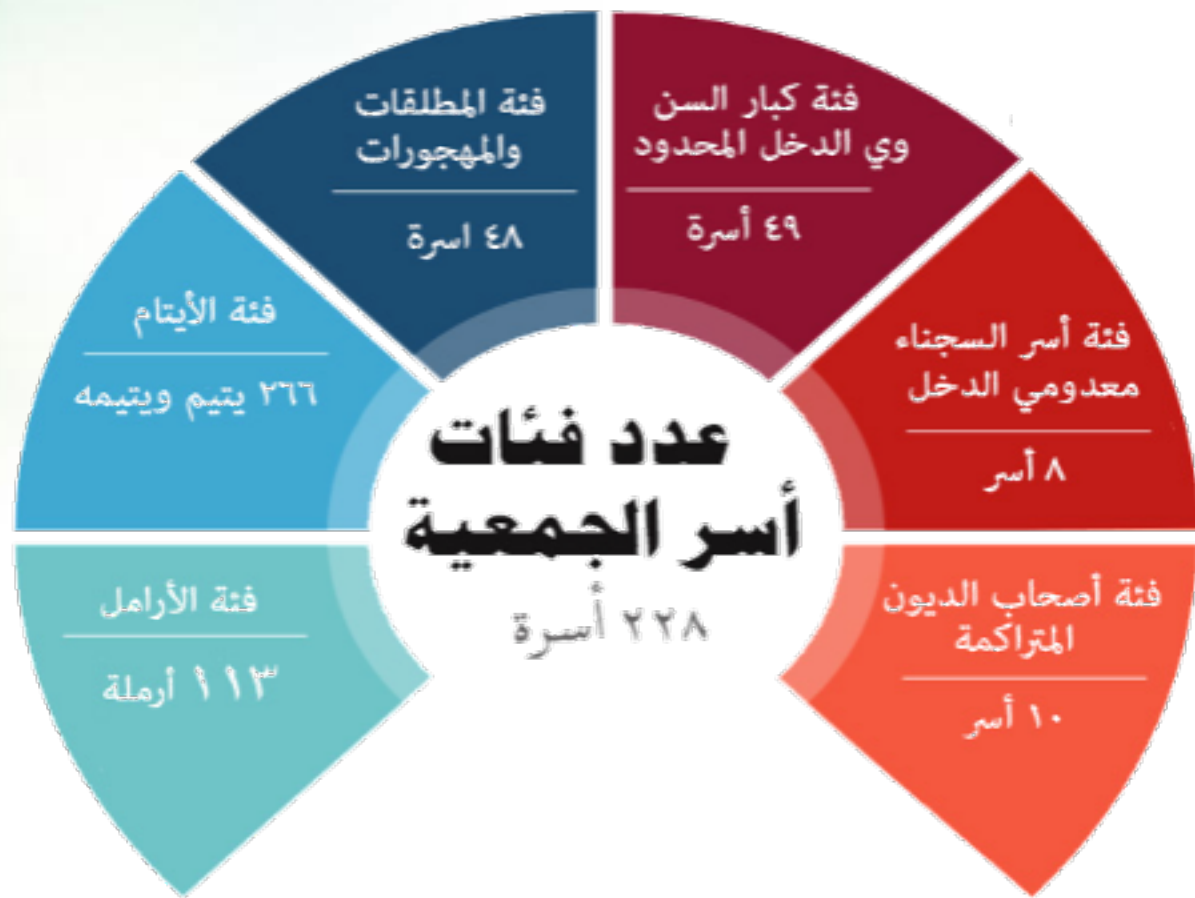 فئة كبار السن
وي الدخل المحدود
٤٩ أسرة
فئة المطلقات
والمهجورات
٤٨ اسرة
فئة أسر السجناء
معدومي الدخل
٨ أسر
فئة الأيتام
٢٦٦ يتيم ويتيمه
عدد فئات
أسر الجمعية
٢٢٨ أسرة
فئة أصحاب الديون
المتراكمة
١٠ أسر
فئة الأرامل
١١٣ أرملة